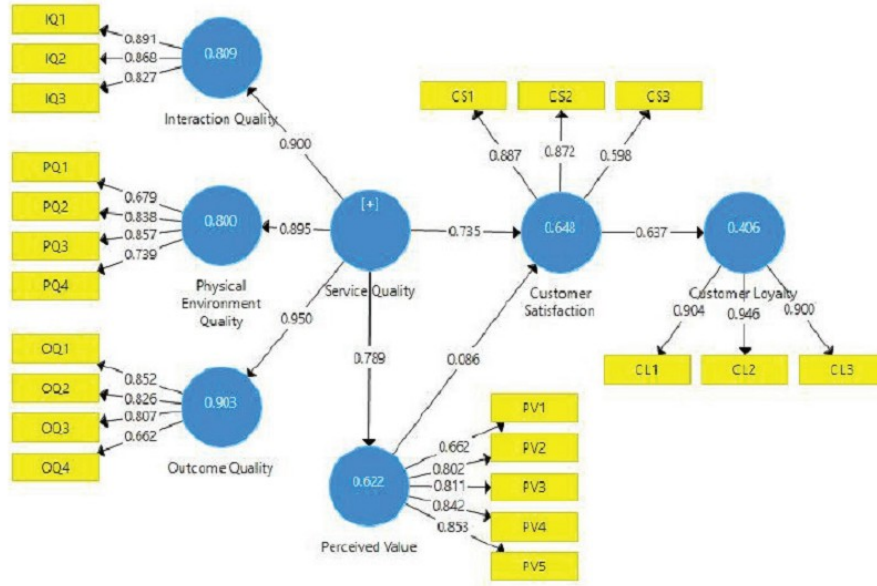 IQ1
0.891
IQ2
0.868
IQ3
0.827
0.809
Interaction Quality
0.900
CS1
CS2
CS3
0.887
0.872
0.598
PQ1
0.679
PQ2
0.838
PQ3
0.857
PQ4
0.739
0.800
Physical
Environment
Quality
0.895
[+]
Service Quality
0.735
0.648
Customer
Satisfaction
0.637
0.406
Customer Loyalty
0.904
0.946
0.900
CL1
CL2
CL3
0.950
0.789
0.086
OQ1
0.852
OQ2
0.826
OQ3
0.807
OQ4
0.662
0.903
Outcome Quality
0.622
Perceived Value
PV1
0.662
PV2
0.802
PV3
0.811
PV4
0.842
PV5
0.853